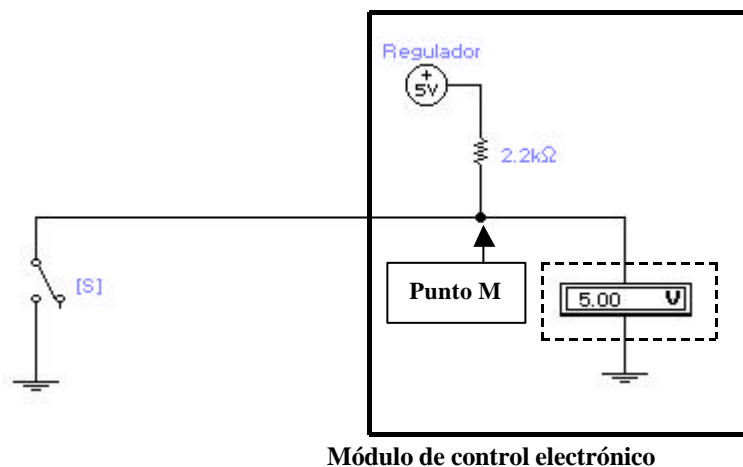 Regulador
+
5V
2.2kΩ
[S]
Punto M
5.00 V
Módulo de control electrónico